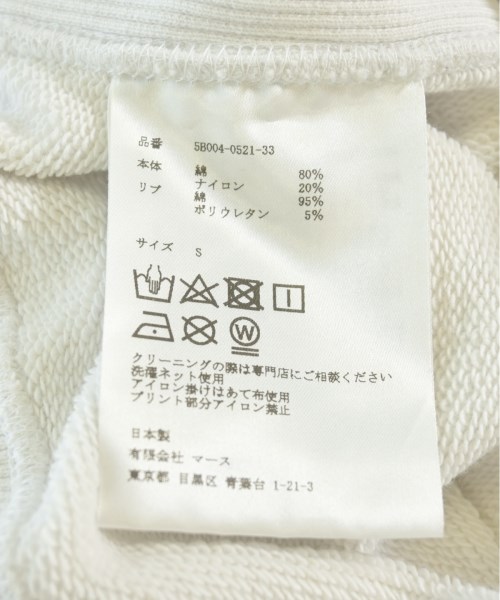 品番 5B004-0521-33
本体 綿 80%
ナイロン 20%
リブ 綿 95%
ポリウレタン 5%
サイズ S
W
クリーニングの際は専門店にご相談ください
洗濯ネット使用
アイロン掛けはあて布使用
プリント部分アイロン禁止
日本製
有限会社 マース
東京都 目黒区 青葉台 1-21-3